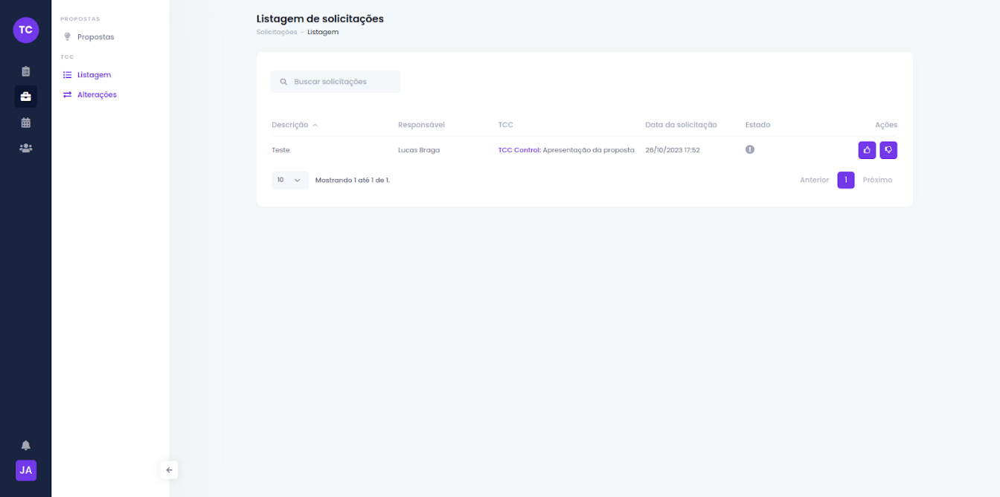 TC
PROPOSTAS
Propostas
TCC
Listagem
Alterações
JA
Listagem de solicitações
Solicitações - Listagem
Buscar solicitações
Descrição Responsável TCC Data da solicitação Estado Ações
Teste Lucas Braga TCC Control: Apresentação da proposta 26/10/2023 17:52
10 Mostrando 1 até 1 de 1. Anterior 1 Próximo